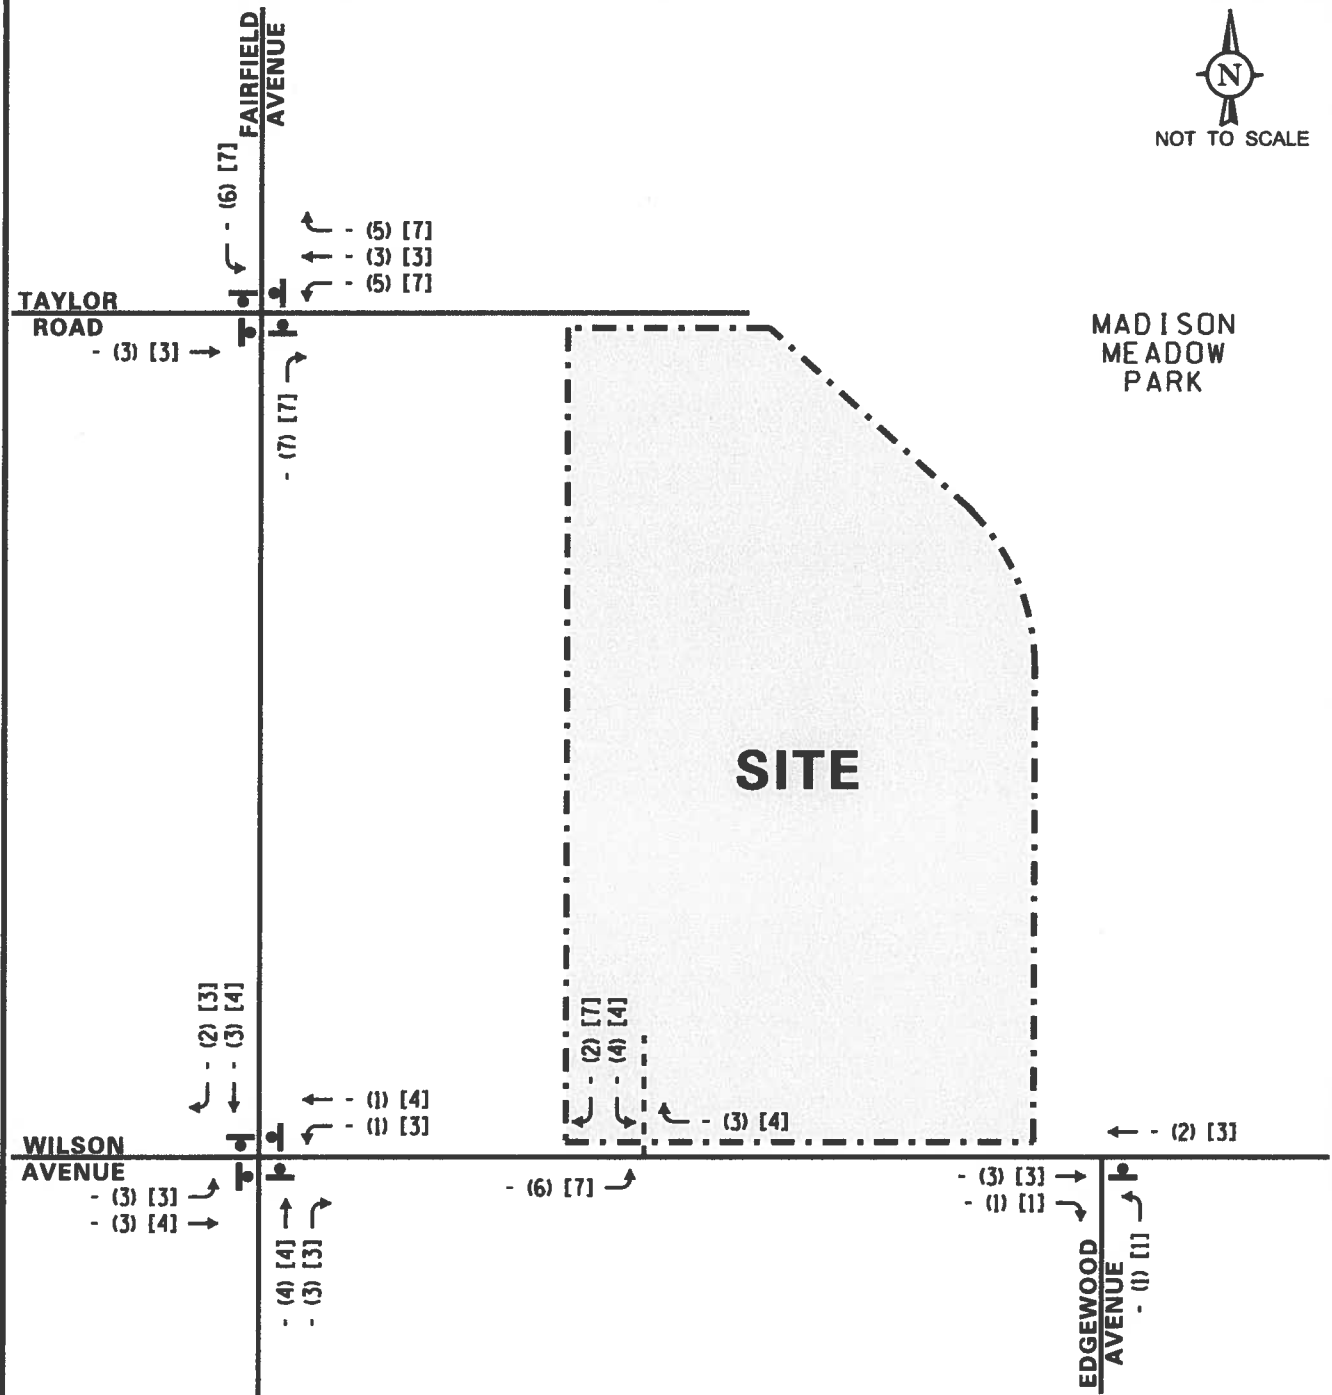 FAIRFIELD
AVENUE
N
NOT TO SCALE
- (6) [7]
- (5) [7]
- (3) [3]
- (5) [7]
TAYLOR
ROAD
- (3) [3]
- (7) [7]
MADISON
MEADOW
PARK
SITE
- (2) [3]
- (3) [4]
- (2) [7]
- (4) [4]
- (1) [4]
- (1) [3]
- (3) [4]
- (2) [3]
WILSON
AVENUE
- (3) [3]
- (3) [4]
- (4) [4]
- (3) [3]
- (6) [7]
- (3) [3]
- (1) [1]
- (1) [1]
EDGEWOOD
AVENUE